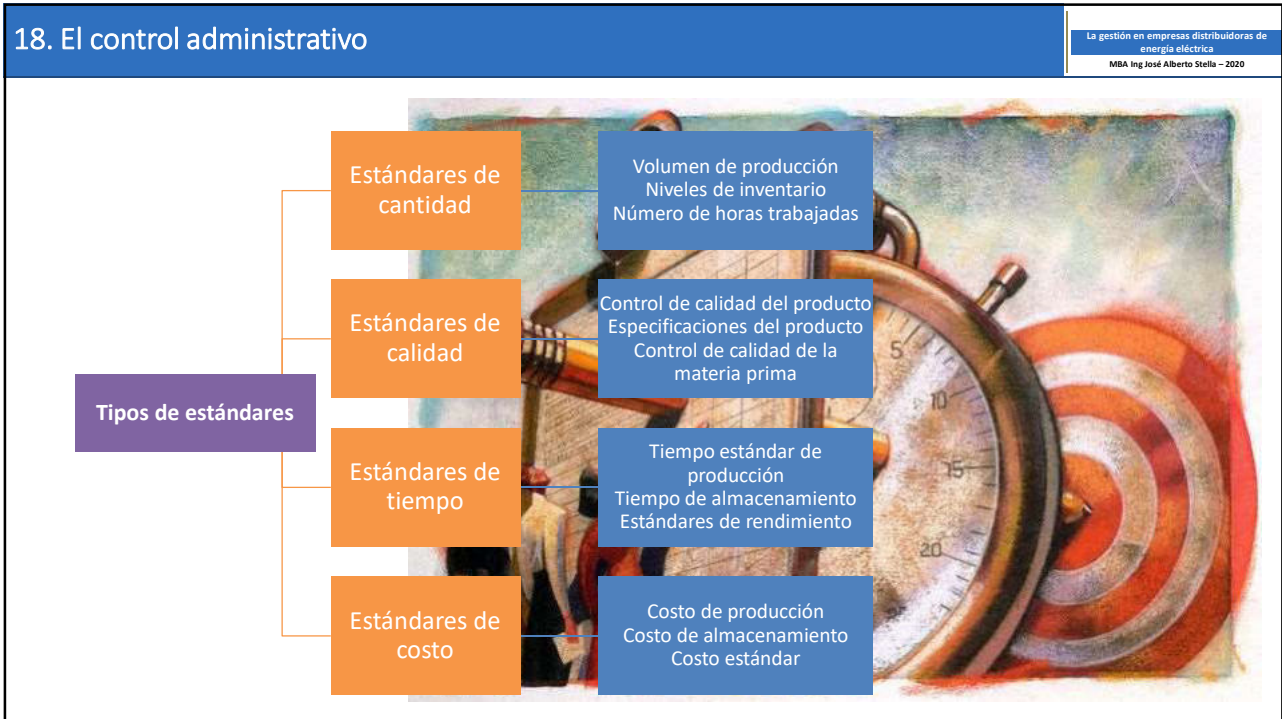 18. El control administrativo
La gestión en empresas distribuidoras de
energía eléctrica
MBA Ing José Alberto Stella – 2020
Tipos de estándares
Estándares de
cantidad
Volumen de producción
Niveles de inventario
Número de horas trabajadas
Estándares de
calidad
Control de calidad del producto
Especificaciones del producto
Control de calidad de la
materia prima
Estándares de
tiempo
Tiempo estándar de
producción
Tiempo de almacenamiento
Estándares de rendimiento
Estándares de
costo
Costo de producción
Costo de almacenamiento
Costo estándar
5
10
15
20